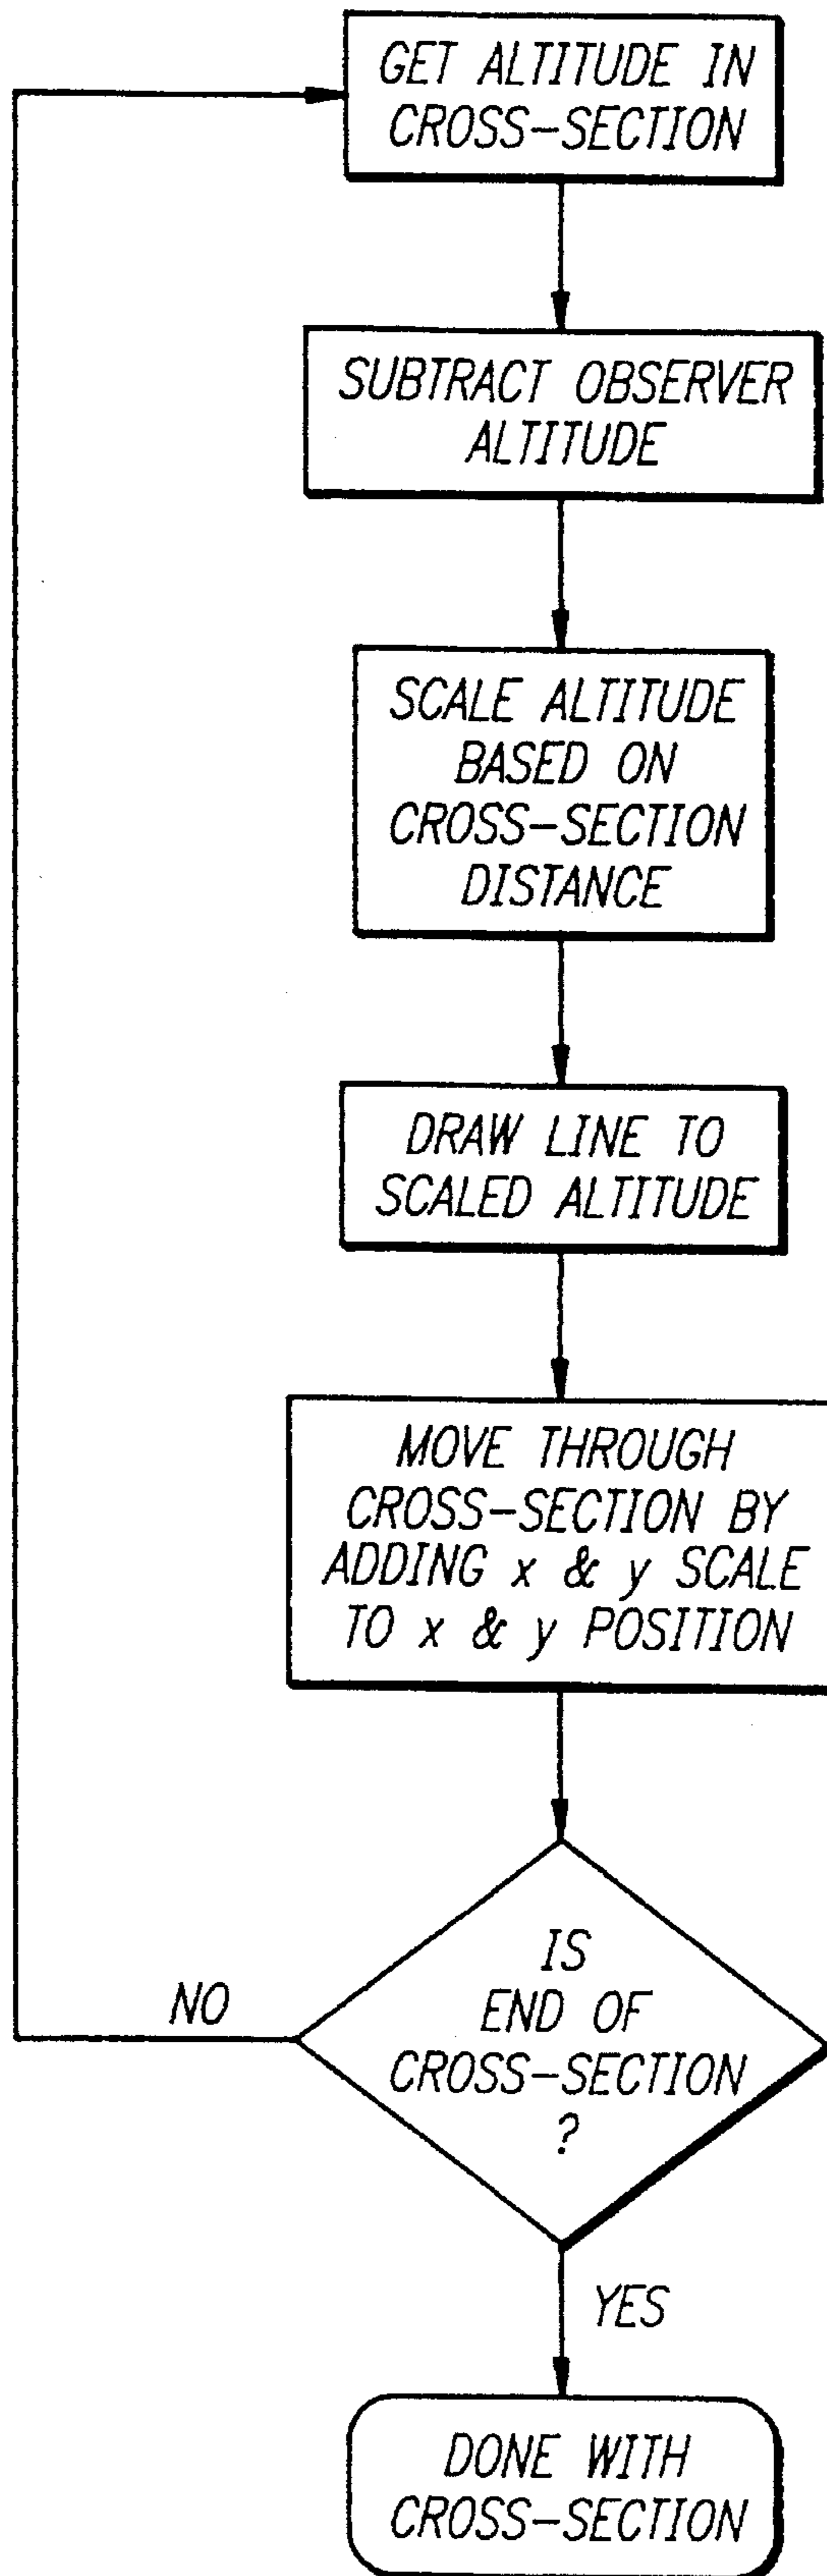 GET ALTITUDE IN
CROSS-SECTION
SUBTRACT OBSERVER
ALTITUDE
SCALE ALTITUDE
BASED ON
CROSS-SECTION
DISTANCE
DRAW LINE TO
SCALED ALTITUDE
MOVE THROUGH
CROSS-SECTION BY
ADDING x & y SCALE
TO x & y POSITION
IS
END OF
CROSS-SECTION
?
NO
YES
DONE WITH
CROSS-SECTION